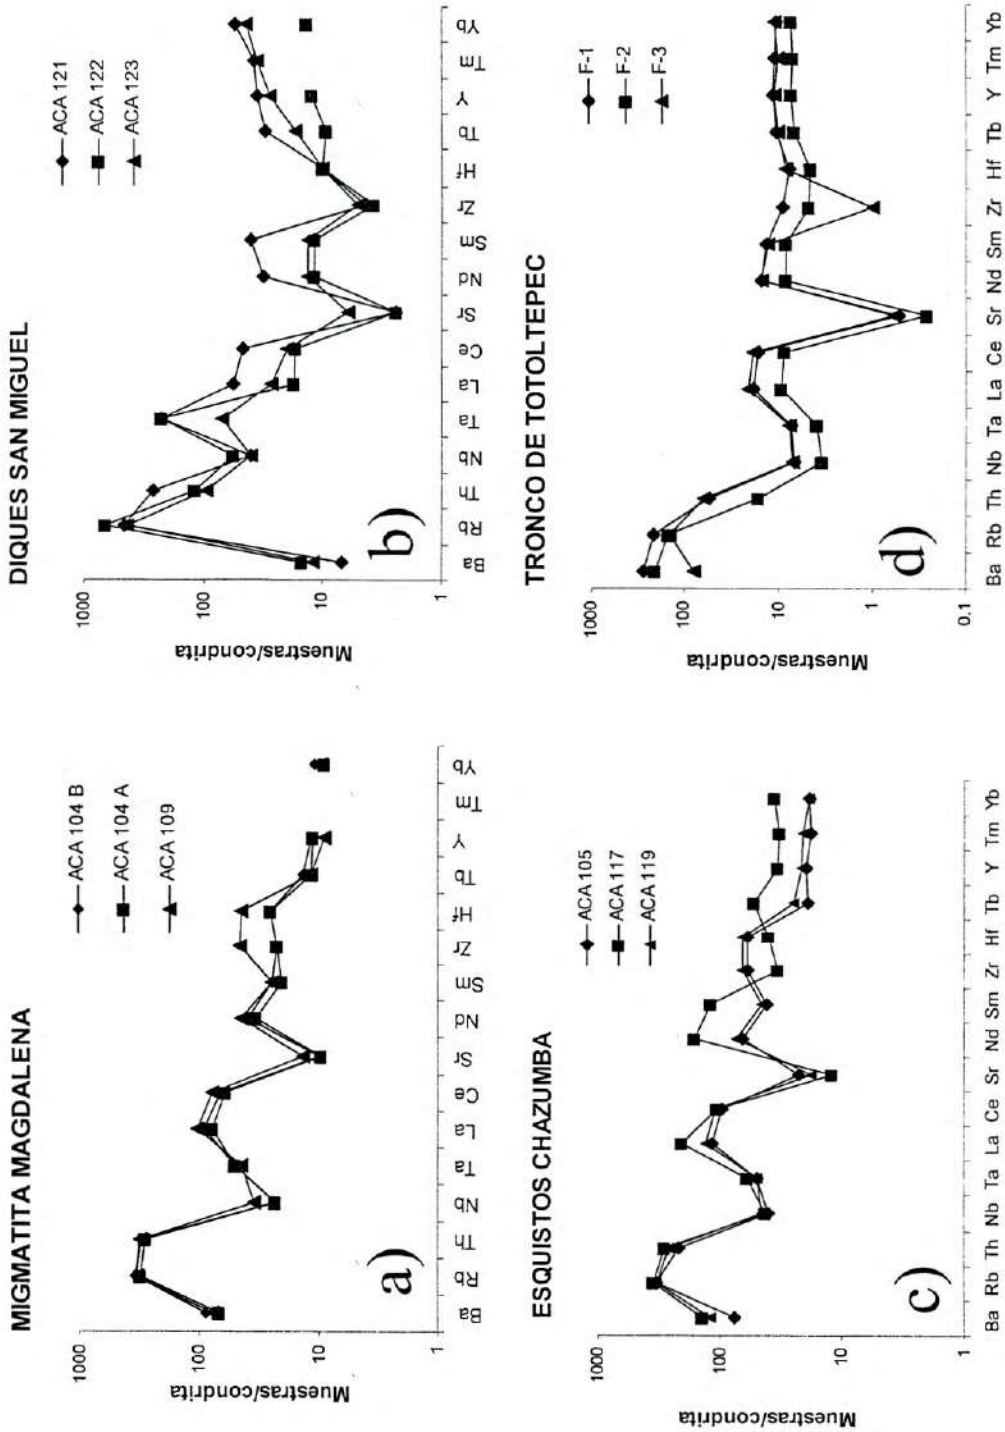 MIGMATITA MAGDALENA
ACA 104 B
ACA 104 A
ACA 109
Muestras/condrita
1000
100
10
1
a)
Ba Rb Th Nb Ta La Ce Sr Nd Sm Zr Hf Tb Y Tm Yb
DIQUES SAN MIGUEL
ACA 121
ACA 122
ACA 123
Muestras/condrita
1000
100
10
1
b)
Ba Rb Th Nb Ta La Ce Sr Nd Sm Zr Hf Tb Y Tm Yb
ESQUISTOS CHAZUMBA
ACA 105
ACA 117
ACA 119
Muestras/condrita
1000
100
10
1
c)
Ba Rb Th Nb Ta La Ce Sr Nd Sm Zr Hf Tb Y Tm Yb
TRONCO DE TOTOLTEPEC
F-1
F-2
F-3
Muestras/condrita
1000
100
10
1
0.1
d)
Ba Rb Th Nb Ta La Ce Sr Nd Sm Zr Hf Tb Y Tm Yb